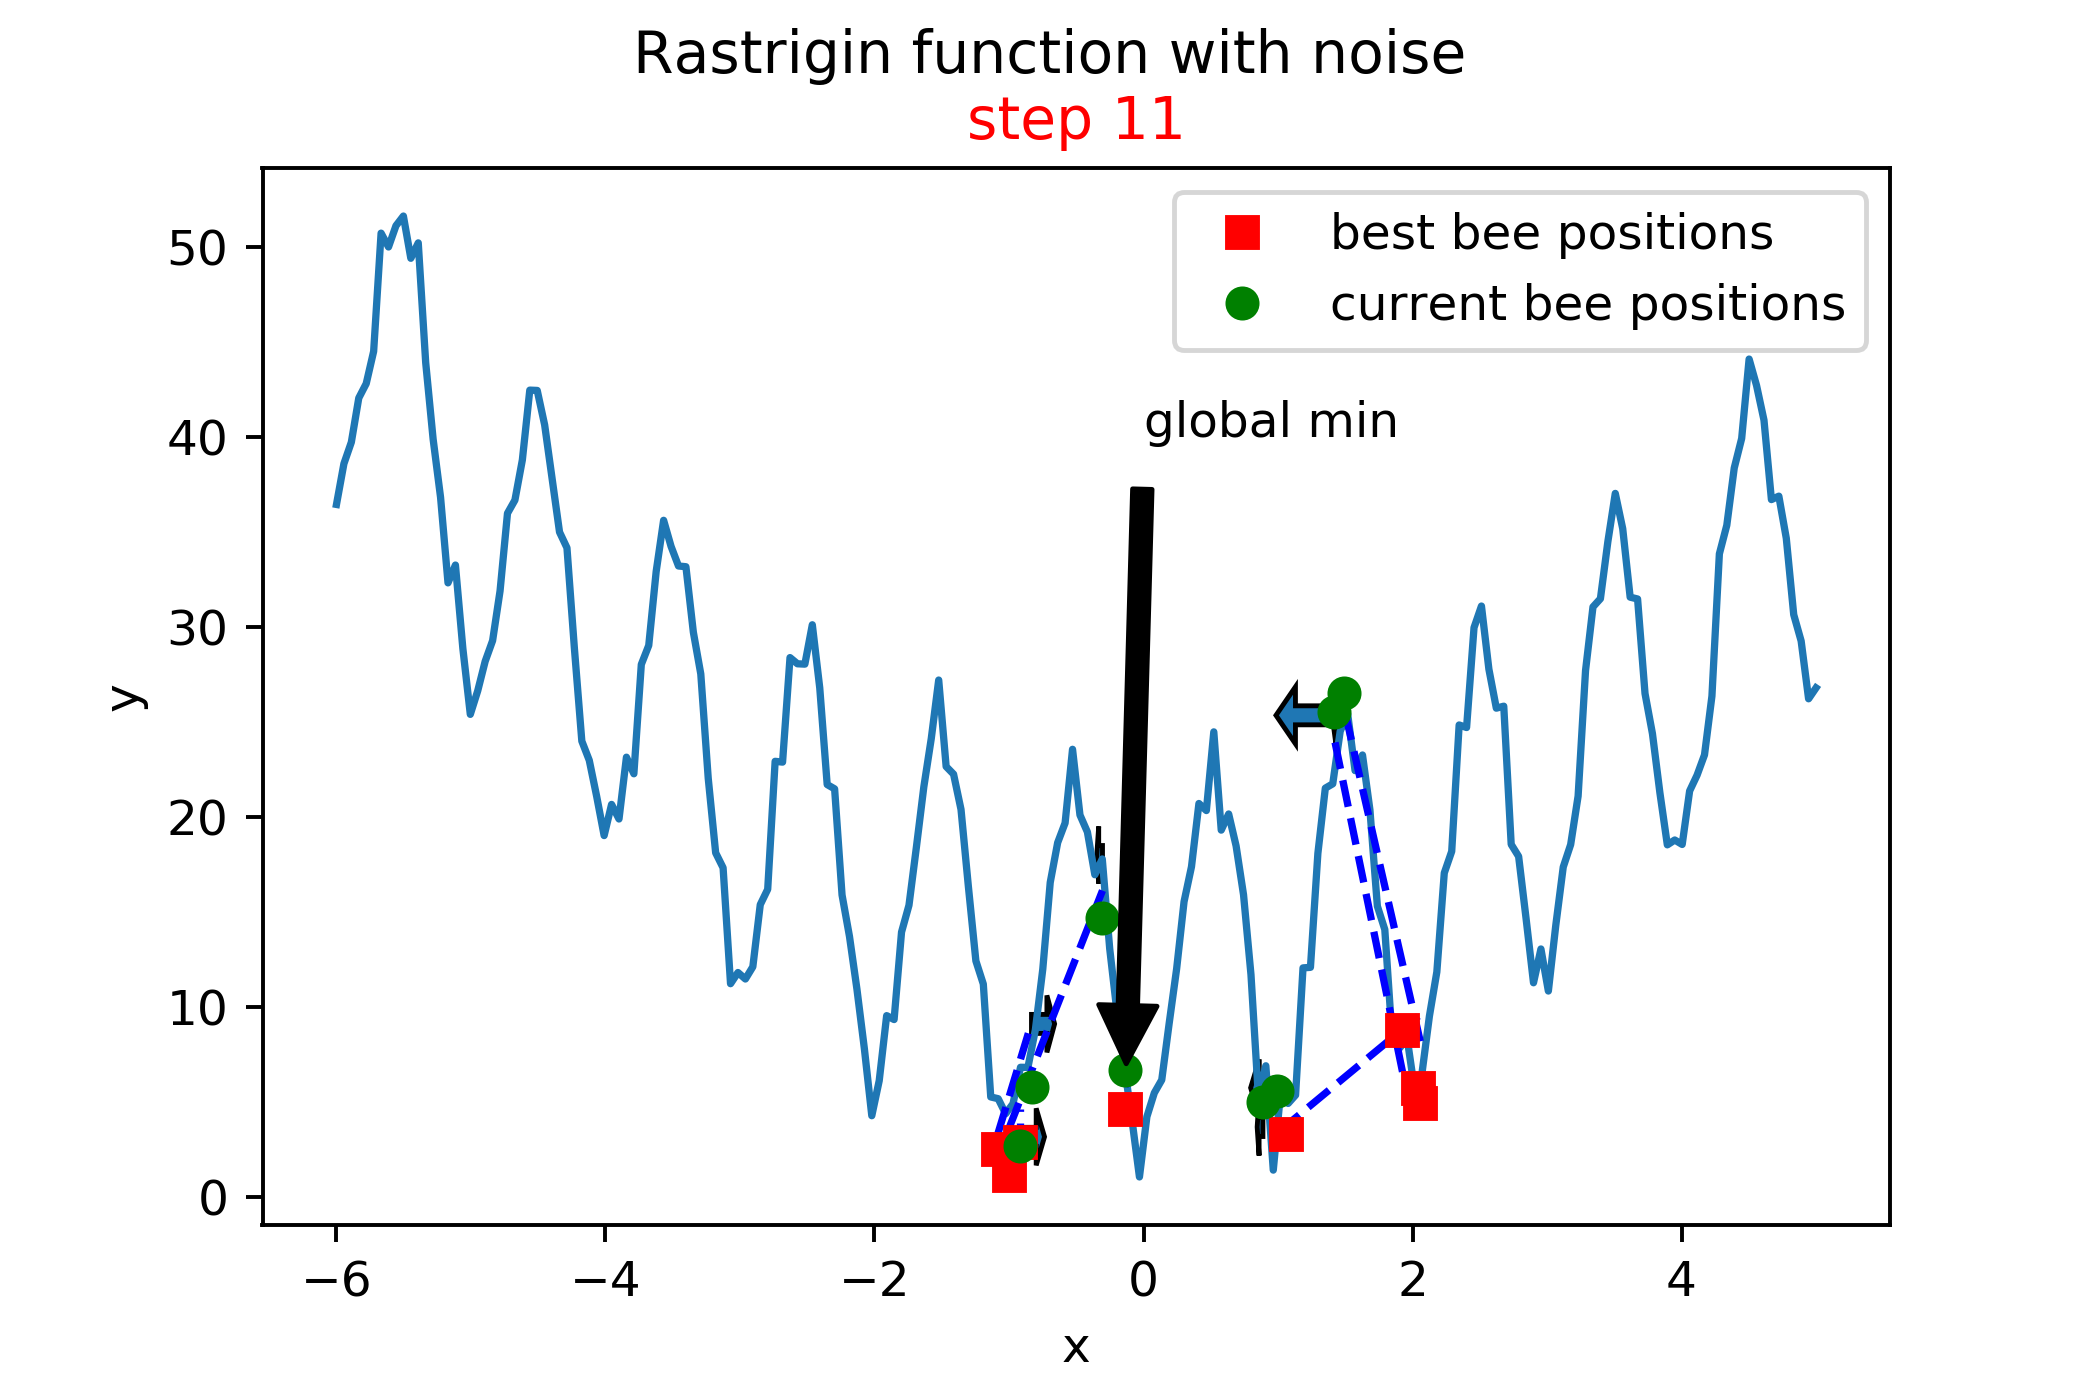 Rastrigin function with noise
step 11
best bee positions
current bee positions
global min
y
50
40
30
20
10
0
−6 −4 −2 0 2 4
x